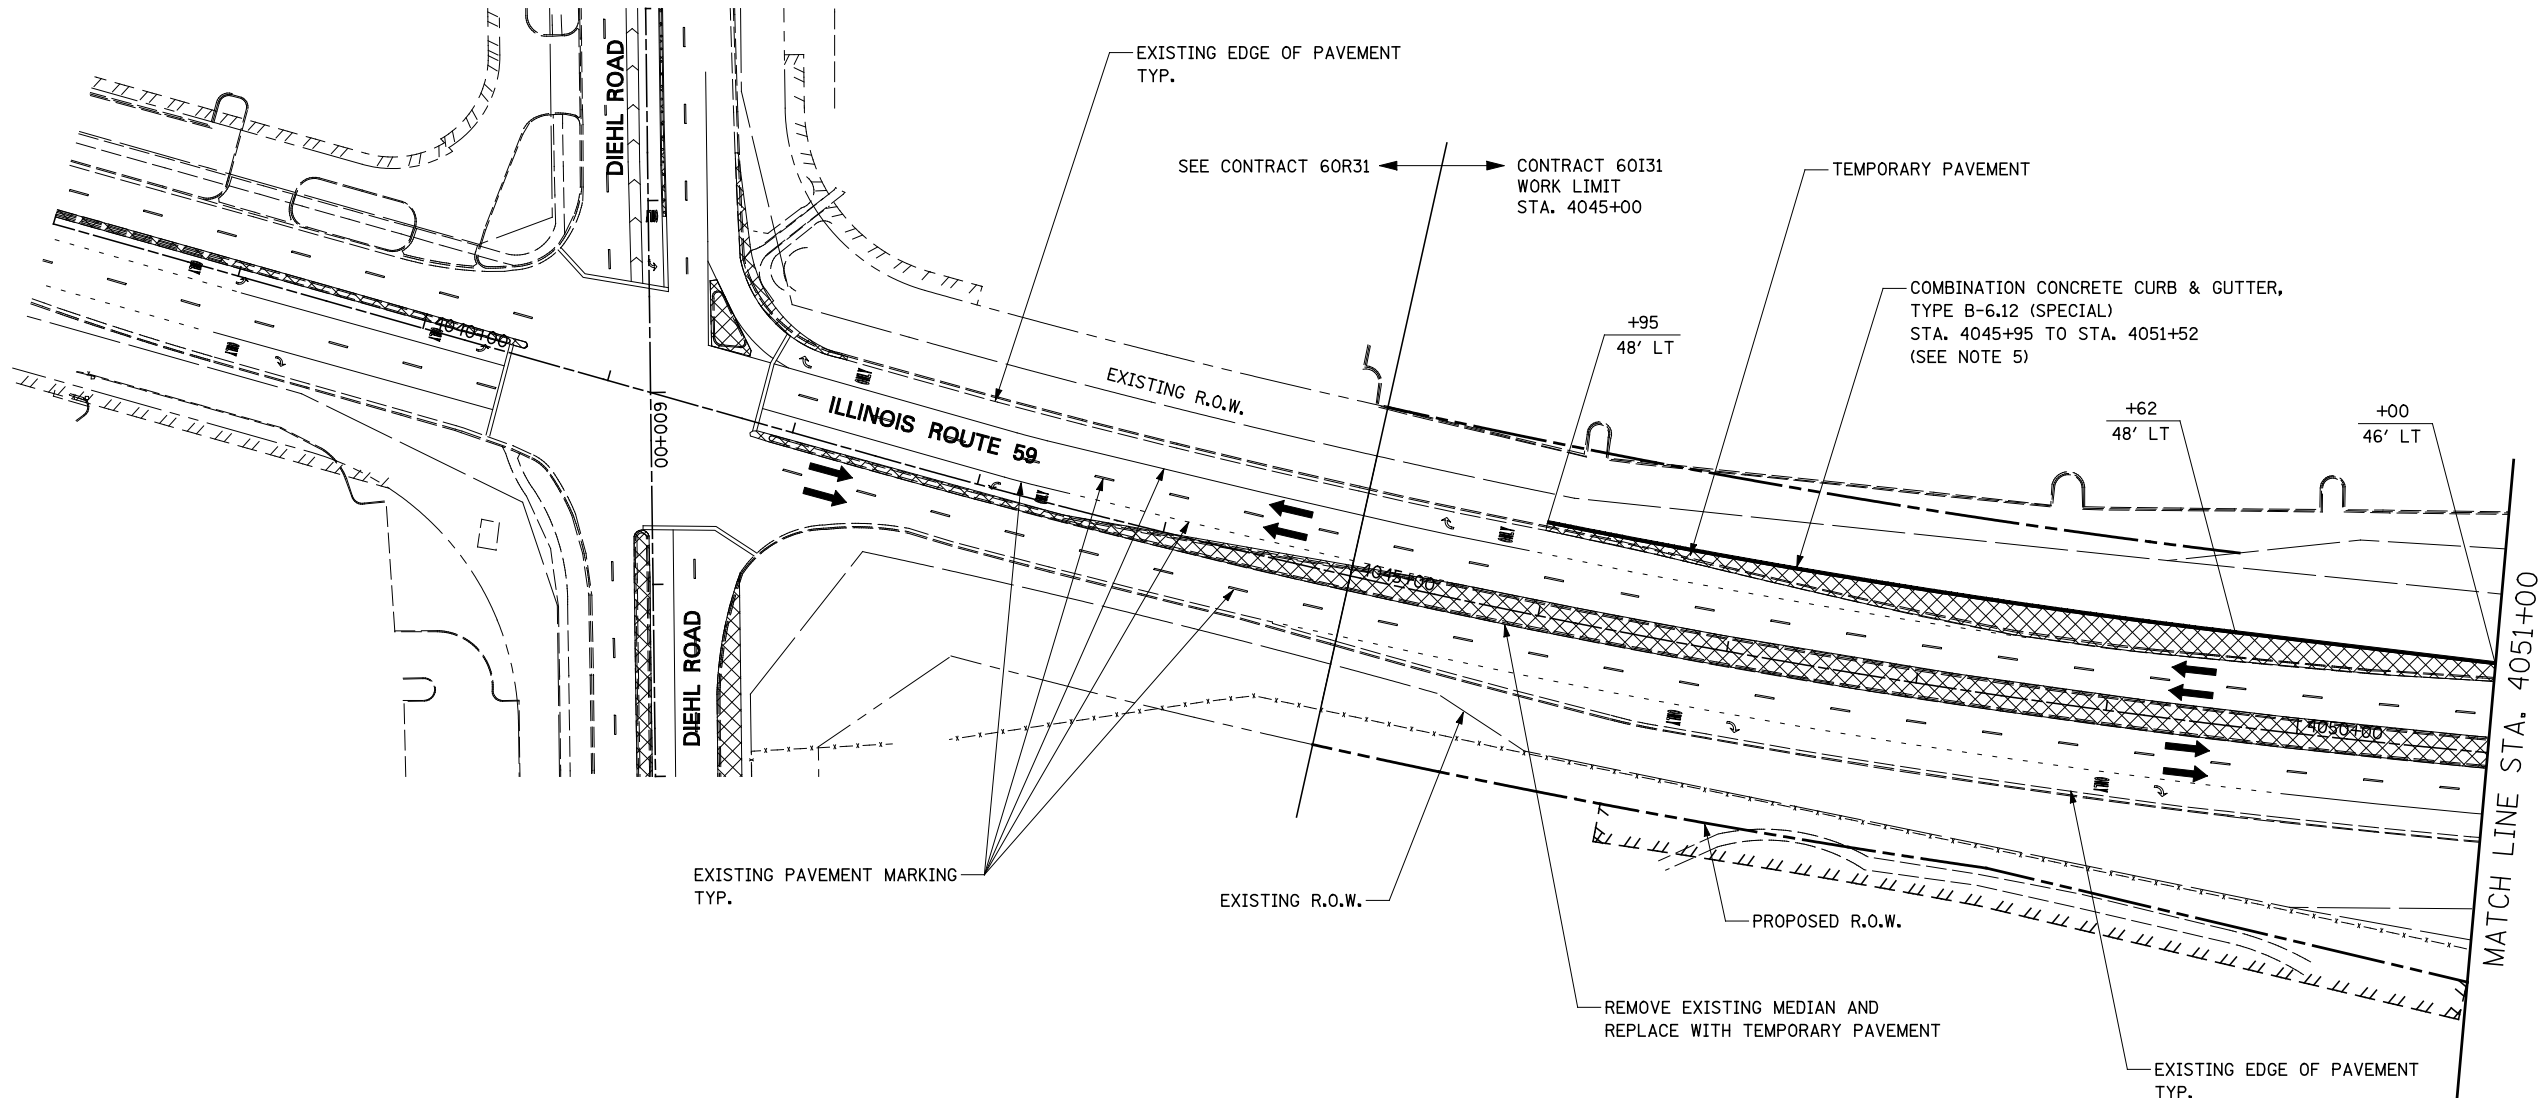 DIEHL ROAD
EXISTING EDGE OF PAVEMENT
TYP.
SEE CONTRACT 60R31
CONTRACT 60I31
WORK LIMIT
STA. 4045+00
TEMPORARY PAVEMENT
COMBINATION CONCRETE CURB & GUTTER,
TYPE B-6.12 (SPECIAL)
STA. 4045+95 TO STA. 4051+52
(SEE NOTE 5)
+95
48' LT
+62
48' LT
+00
46' LT
4040+00
600+00
EXISTING R.O.W.
ILLINOIS ROUTE 59
4045+00
4050+00
DIEHL ROAD
MATCH LINE STA. 4051+00
EXISTING PAVEMENT MARKING
TYP.
EXISTING R.O.W.
PROPOSED R.O.W.
REMOVE EXISTING MEDIAN AND
REPLACE WITH TEMPORARY PAVEMENT
EXISTING EDGE OF PAVEMENT
TYP.